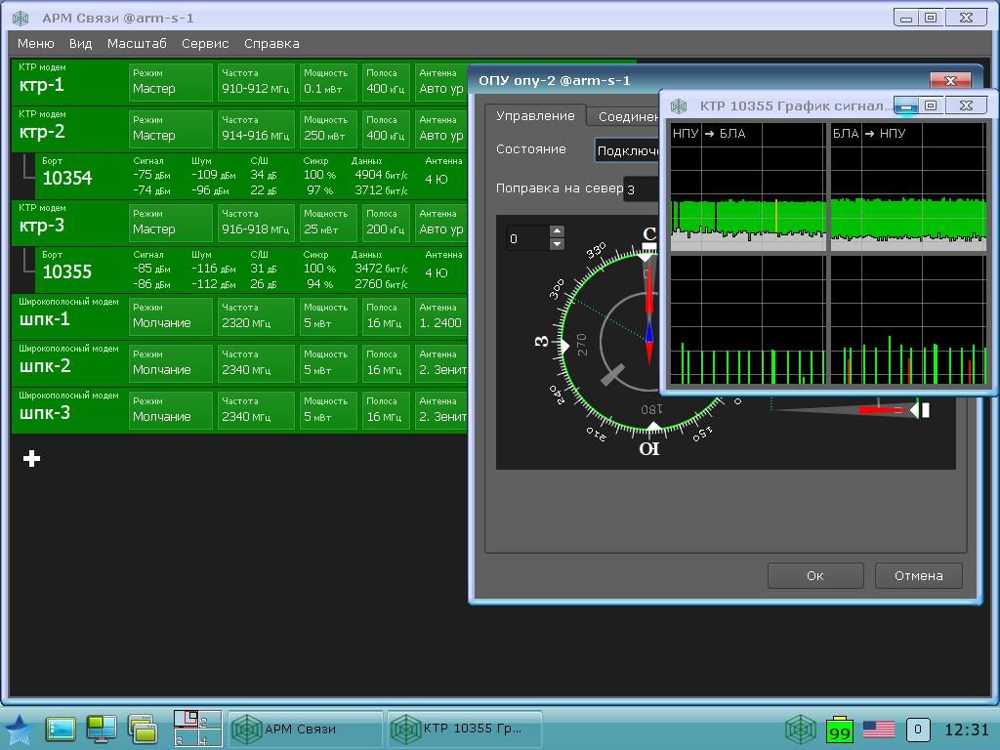 АРМ Связи @arm-s-1
Меню Вид Масштаб Сервис Справка
КТР модем Режим Частота Мощность Полоса Антенна
ктр-1 Мастер 910-912 МГц 0.1 мВт 400 кГц Авто ур
КТР модем Режим Частота Мощность Полоса Антенна
ктр-2 Мастер 914-916 МГц 250 мВт 400 кГц Авто ур
Борт Сигнал Шум С/Ш Синхр Данные Антенна
10354 -75 дБм -109 дБм 34 дБ 100 % 4904 бит/с 4 Ю
-74 дБм -96 дБм 22 дБ 97 % 3712 бит/с
КТР модем Режим Частота Мощность Полоса Антенна
ктр-3 Мастер 916-918 МГц 25 мВт 200 кГц Авто ур
Борт Сигнал Шум С/Ш Синхр Данные Антенна
10355 -85 дБм -116 дБм 31 дБ 100 % 3472 бит/с 4 Ю
-86 дБм -112 дБм 26 дБ 94 % 2760 бит/с
Широкополосный модем Режим Частота Мощность Полоса Антенна
шпк-1 Молчание 2320 МГц 5 мВт 16 МГц 1. 2400
Широкополосный модем Режим Частота Мощность Полоса Антенна
шпк-2 Молчание 2340 МГц 5 мВт 16 МГц 2. Зенит
Широкополосный модем Режим Частота Мощность Полоса Антенна
шпк-3 Молчание 2340 МГц 5 мВт 16 МГц 2. Зенит
ОПУ опу-2 @arm-s-1
Управление Соединен
Состояние Подключ
Поправка на север 3
0
С
330
300
З 270
240
210
180
Ю
150
0
Ок Отмена
КТР 10355 График сигнал...
НПУ → БЛА БЛА → НПУ
2
3 4
АРМ Связи
КТР 10355 Гр...
99
0
12:31